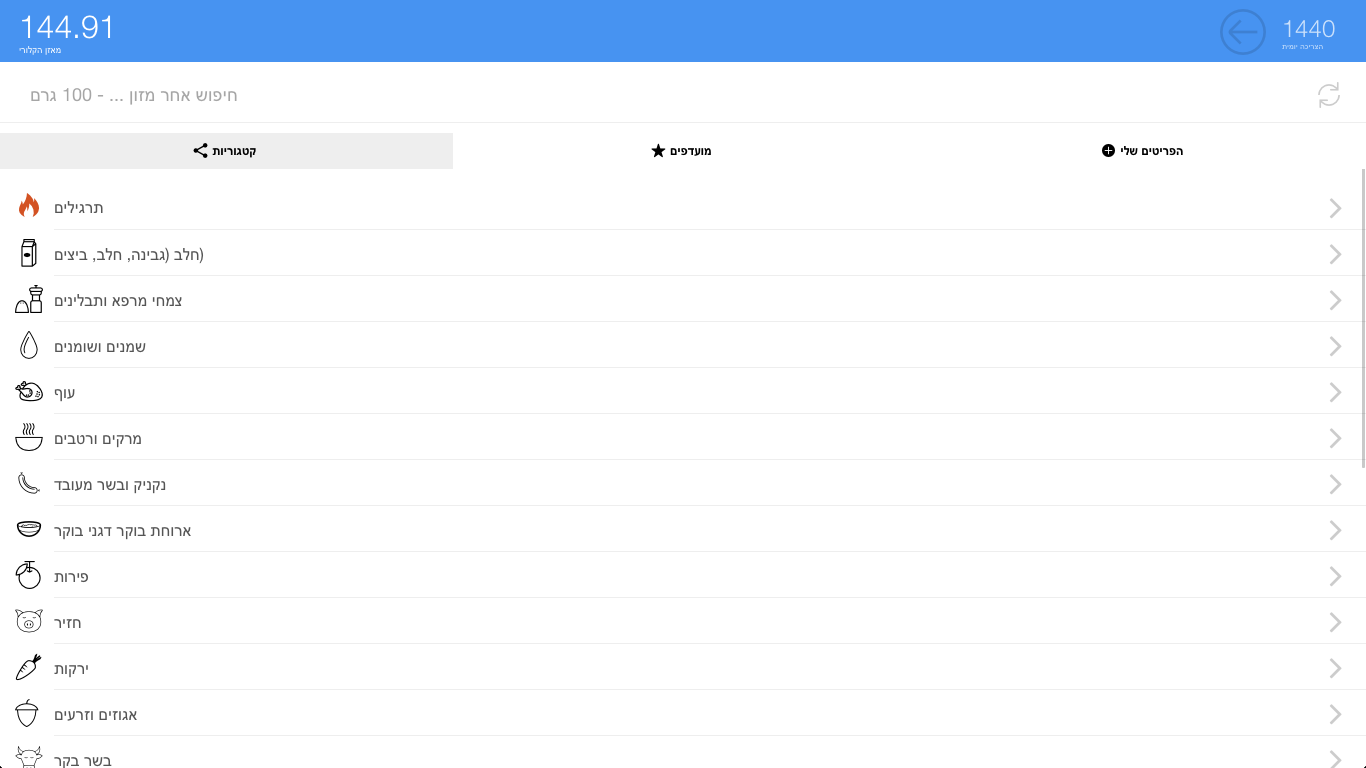 144.91
מאזן הקלורי
1440
הצריכה יומית
חיפוש אחר מזון ... - 100 גרם
קטגוריות
מועדפים
הפריטים שלי
תרגילים
חלב (גבינה, חלב, ביצים)
צמחי מרפא ותבלינים
שמנים ושומנים
עוף
מרקים ורטבים
נקניק ובשר מעובד
ארוחת בוקר דגני בוקר
פירות
חזיר
ירקות
אגוזים וזרעים
בשר בקר